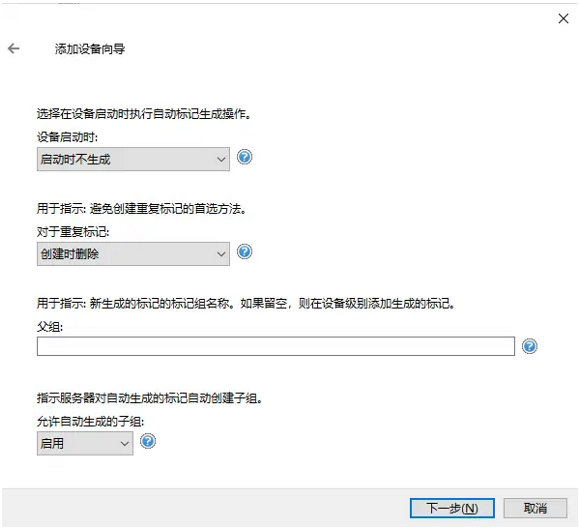 添加设备向导
选择在设备启动时执行自动标记生成操作。
设备启动时:
启动时不生成
用于指示: 避免创建重复标记的首选方法。
对于重复标记:
创建时删除
用于指示: 新生成的标记的标记组名称。如果留空，则在设备级别添加生成的标记。
父组:
指示服务器对自动生成的标记自动创建子组。
允许自动生成的子组:
启用
下一步(N)
取消